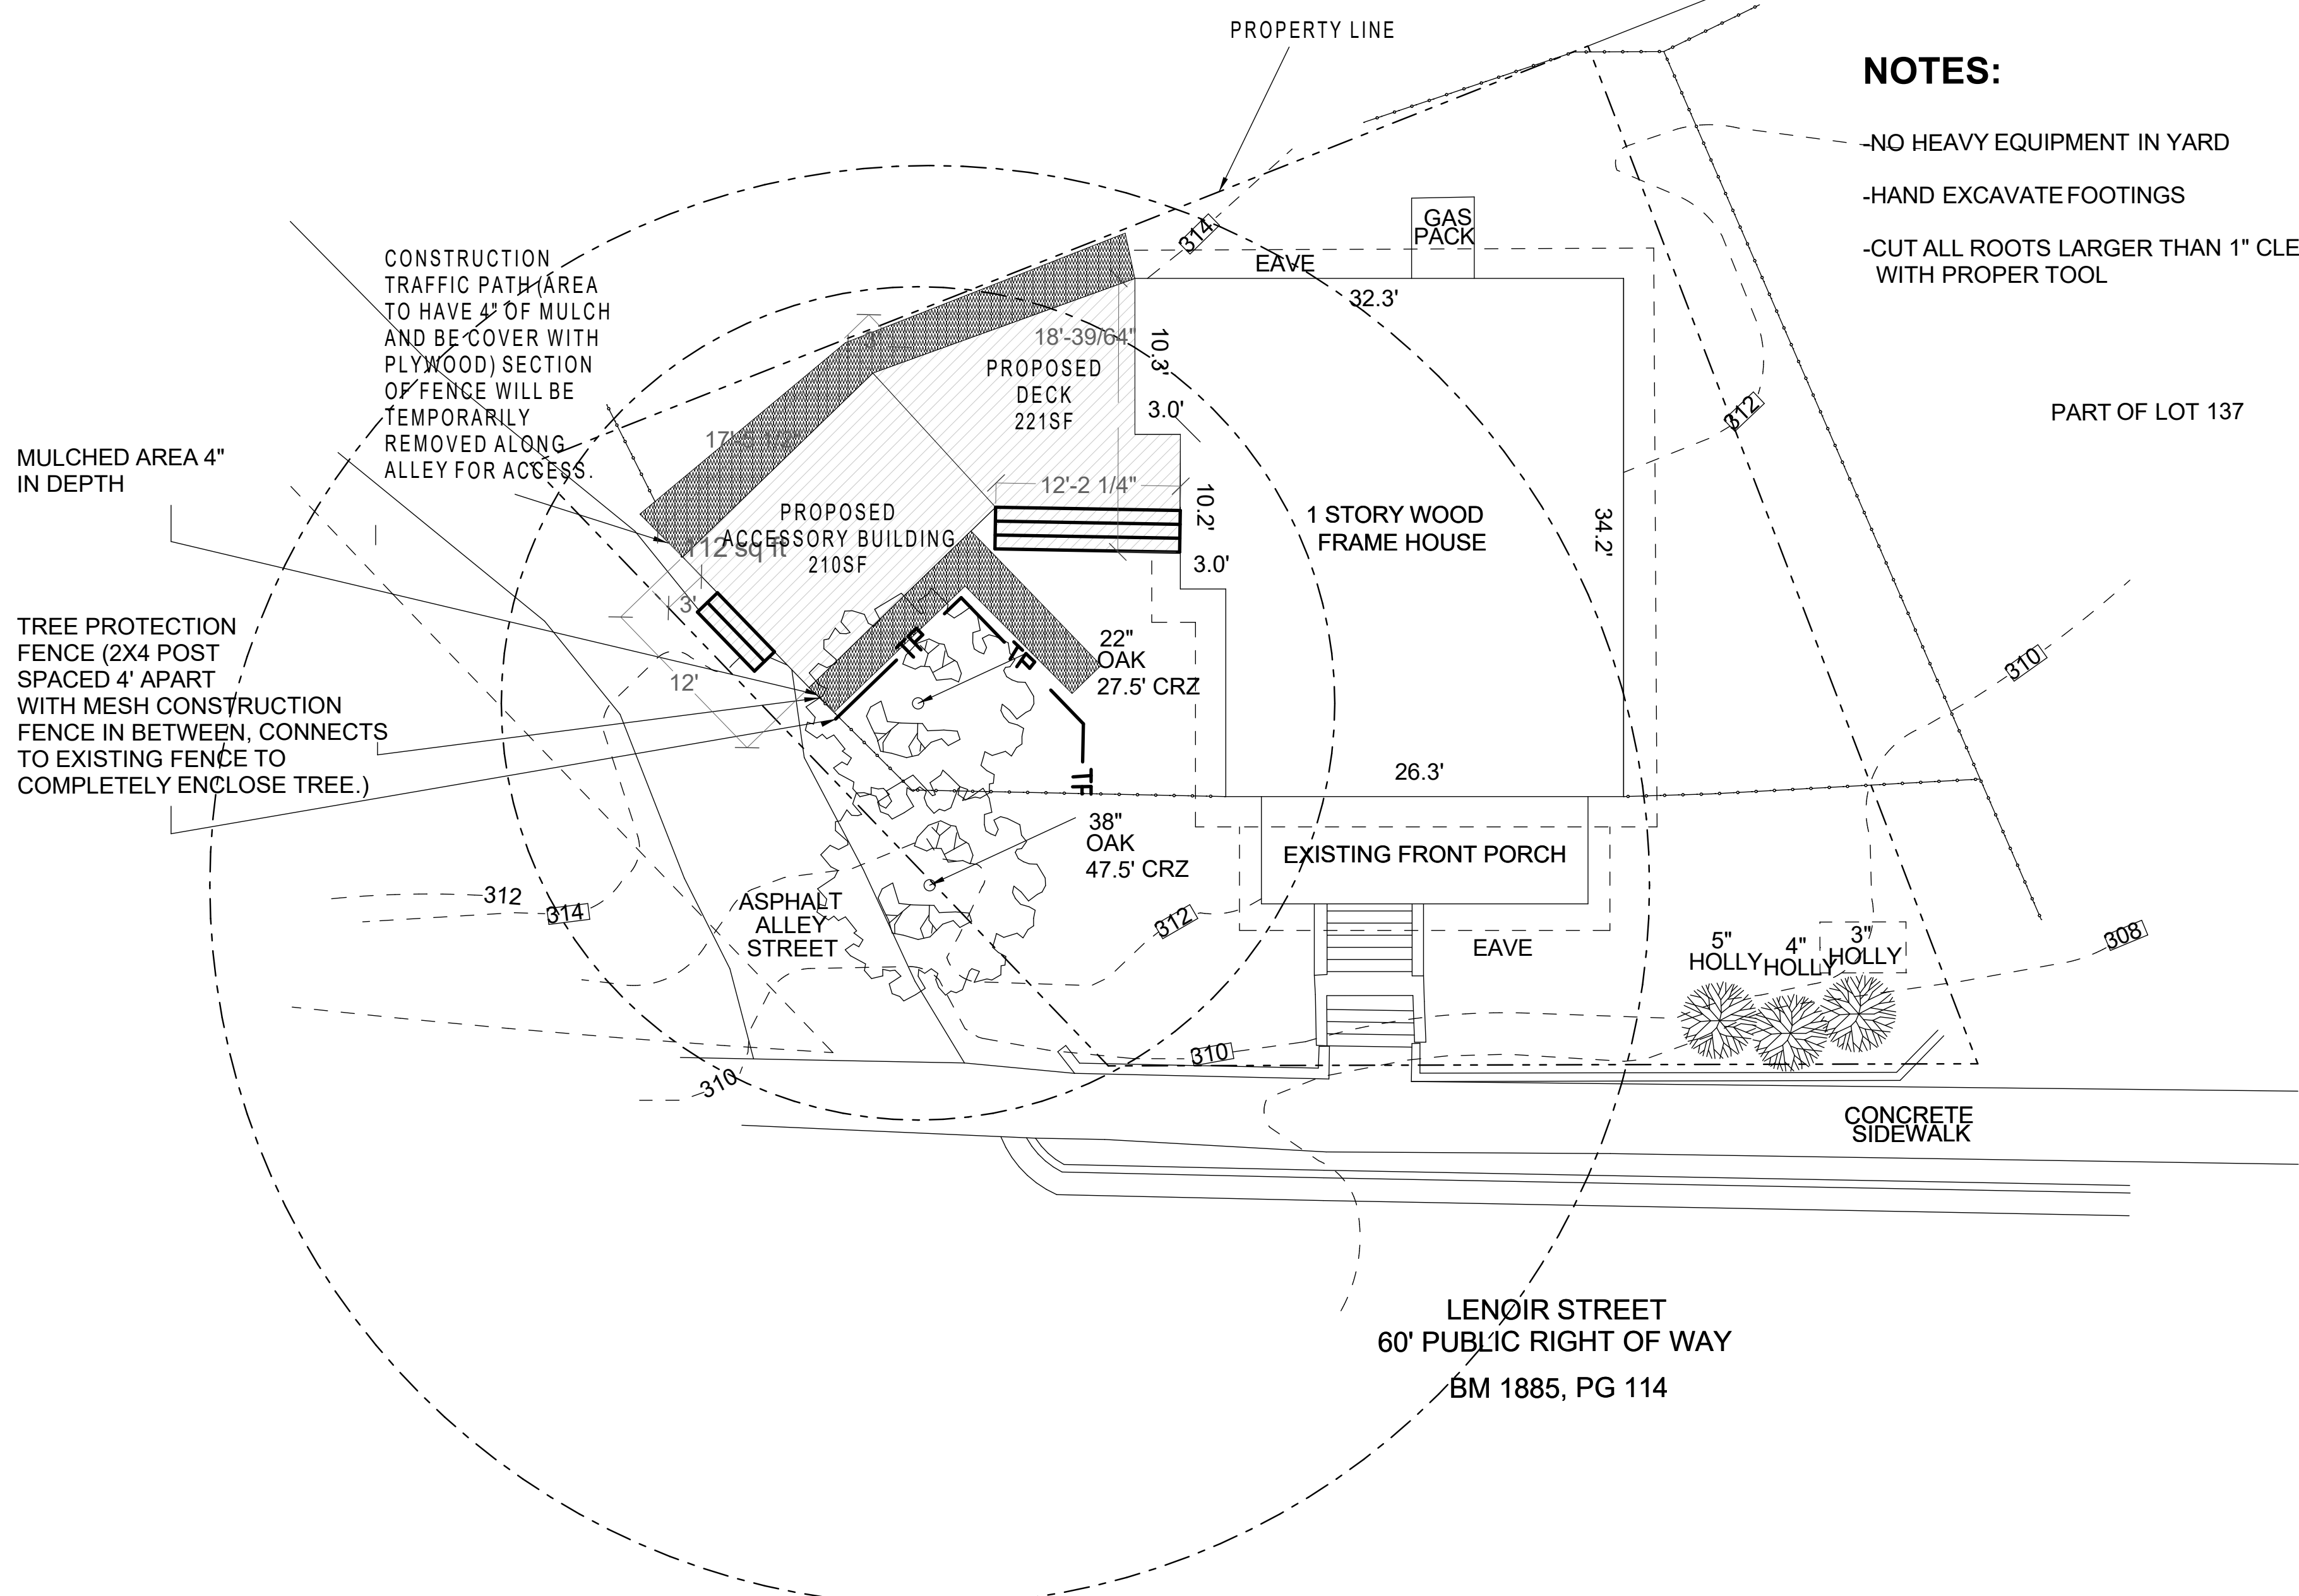 PROPERTY LINE
NOTES:
-NO HEAVY EQUIPMENT IN YARD
-HAND EXCAVATE FOOTINGS
-CUT ALL ROOTS LARGER THAN 1" CLE
WITH PROPER TOOL
314
GAS
PACK
EAVE
32.3'
CONSTRUCTION
TRAFFIC PATH (AREA
TO HAVE 4" OF MULCH
AND BE COVER WITH
PLYWOOD) SECTION
OF FENCE WILL BE
TEMPORARILY
REMOVED ALONG
ALLEY FOR ACCESS.
18'-39/64"
10.3'
PROPOSED
DECK
221SF
3.0'
312
PART OF LOT 137
MULCHED AREA 4"
IN DEPTH
12'-2 1/4"
10.2'
PROPOSED
ACCESSORY BUILDING
210SF
112 sq ft
1 STORY WOOD
FRAME HOUSE
34.2'
3.0'
3'
12'
TREE PROTECTION
FENCE (2X4 POST
SPACED 4' APART
WITH MESH CONSTRUCTION
FENCE IN BETWEEN, CONNECTS
TO EXISTING FENCE TO
COMPLETELY ENCLOSE TREE.)
TP
TP
22"
OAK
27.5' CRZ
310
26.3'
38"
OAK
47.5' CRZ
EXISTING FRONT PORCH
312
314
ASPHALT
ALLEY
STREET
312
EAVE
5"
HOLLY
4"
HOLLY
3"
HOLLY
308
310
310
CONCRETE
SIDEWALK
LENOIR STREET
60' PUBLIC RIGHT OF WAY
BM 1885, PG 114